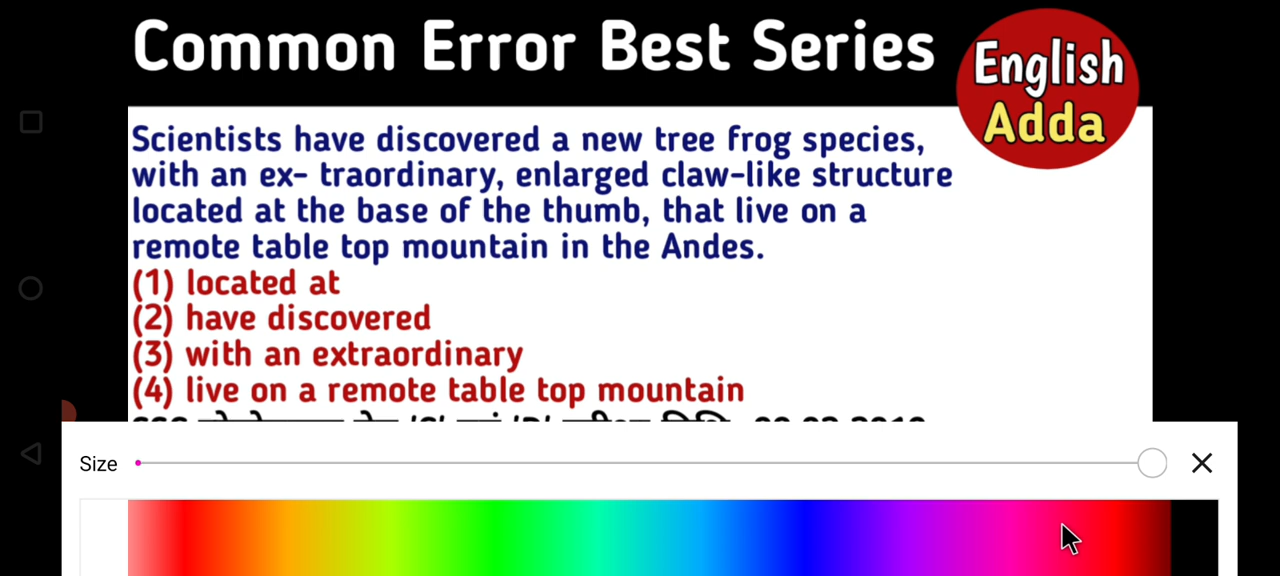 Common Error Best Series
English
Adda
Scientists have discovered a new tree frog species,
with an ex- traordinary, enlarged claw-like structure
located at the base of the thumb, that live on a
remote table top mountain in the Andes.
(1) located at
(2) have discovered
(3) with an extraordinary
(4) live on a remote table top mountain
Size